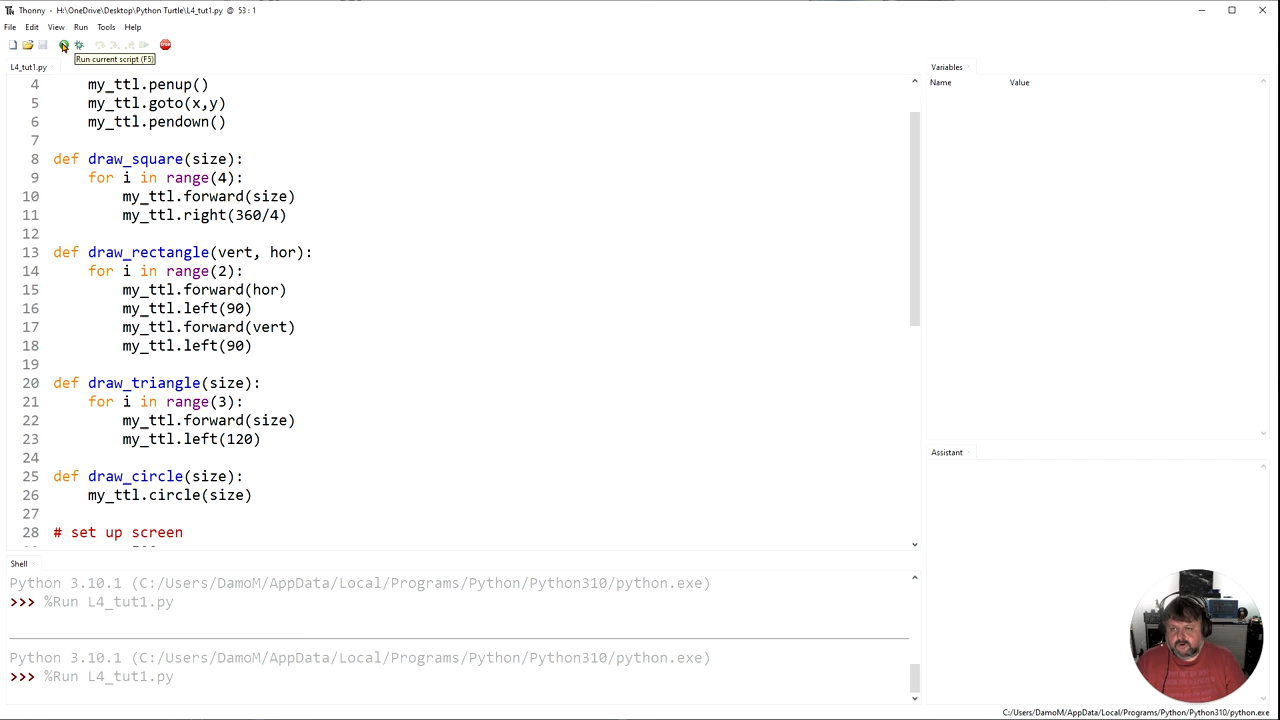 Thonny - H:\OneDrive\Desktop\Python Turtle\L4_tut1.py @ 53 : 1
File Edit View Run Tools Help
Run current script (F5)
L4_tut1.py
4 my_ttl.penup()
5 my_ttl.goto(x,y)
6 my_ttl.pendown()
7
8 def draw_square(size):
9 for i in range(4):
10 my_ttl.forward(size)
11 my_ttl.right(360/4)
12
13 def draw_rectangle(vert, hor):
14 for i in range(2):
15 my_ttl.forward(hor)
16 my_ttl.left(90)
17 my_ttl.forward(vert)
18 my_ttl.left(90)
19
20 def draw_triangle(size):
21 for i in range(3):
22 my_ttl.forward(size)
23 my_ttl.left(120)
24
25 def draw_circle(size):
26 my_ttl.circle(size)
27
28 # set up screen
Shell
Python 3.10.1 (C:/Users/DamoM/AppData/Local/Programs/Python/Python310/python.exe)
>>> %Run L4_tut1.py
Python 3.10.1 (C:/Users/DamoM/AppData/Local/Programs/Python/Python310/python.exe)
>>> %Run L4_tut1.py
Variables
Name Value
Assistant
C:/Users/DamoM/AppData/Local/Programs/Python/Python310/python.exe